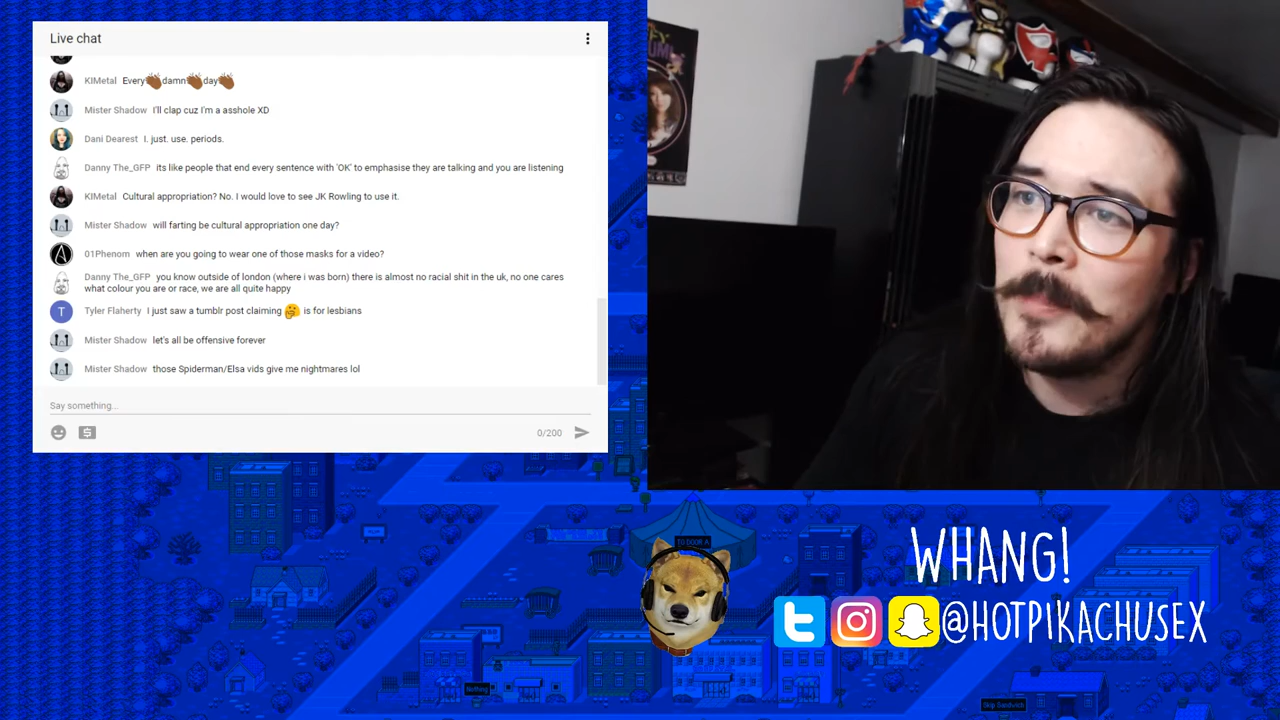 Live chat
KIMetal Every👏🏾damn👏🏾day👏🏾
Mister Shadow I'll clap cuz I'm a asshole XD
Dani Dearest I. just. use. periods.
Danny The_GFP its like people that end every sentence with 'OK' to emphasise they are talking and you are listening
KIMetal Cultural appropriation? No. I would love to see JK Rowling to use it.
Mister Shadow will farting be cultural appropriation one day?
01Phenom when are you going to wear one of those masks for a video?
Danny The_GFP you know outside of london (where i was born) there is almost no racial shit in the uk, no one cares
what colour you are or race, we are all quite happy
T Tyler Flaherty I just saw a tumblr post claiming 🤔 is for lesbians
Mister Shadow let's all be offensive forever
Mister Shadow those Spiderman/Elsa vids give me nightmares lol
Say something...
0/200
TO DOOR A
WHANG!
@HOTPIKACHUSEX
Nothing
Skip Sandwich